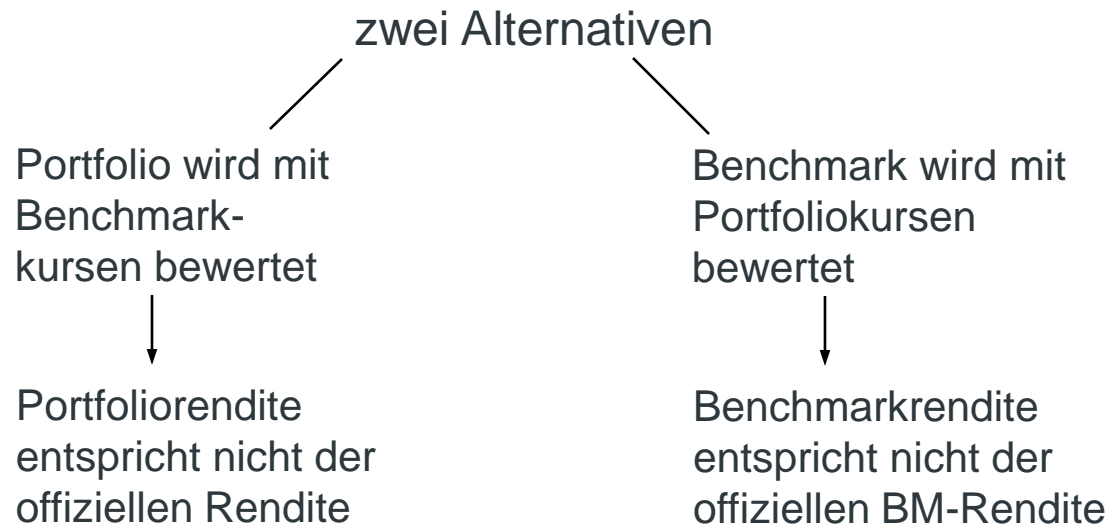 zwei Alternativen
Portfolio wird mit
Benchmark-
kursen bewertet
Benchmark wird mit
Portfoliokursen
bewertet
Portfoliorendite
entspricht nicht der
offiziellen Rendite
Benchmarkrendite
entspricht nicht der
offiziellen BM-Rendite